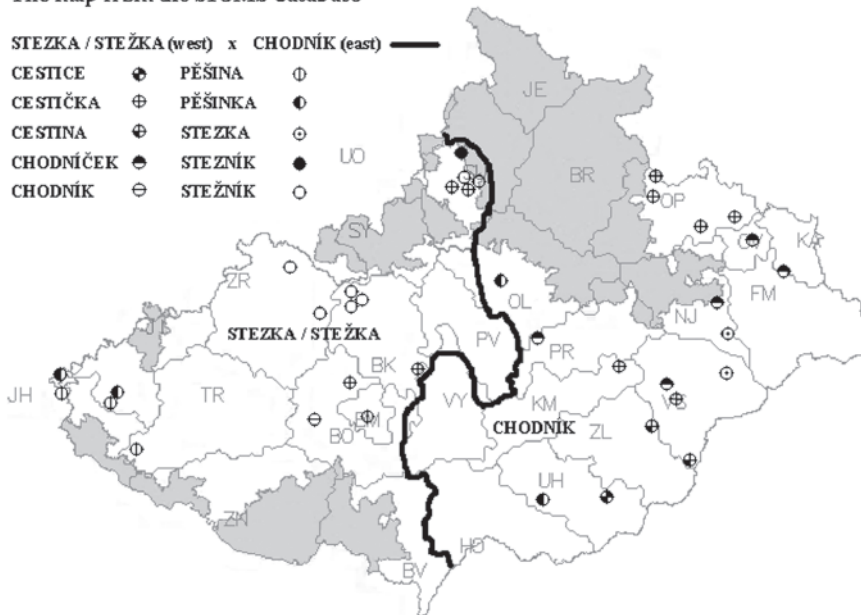 The map from the database
STEZKA / STEŽKA (west) x CHODNÍK (east)
CESTICE PĚŠINA
CESTIČKA PĚŠINKA
CESTINA STEZKA
CHODNÍČEK STEZNÍK
CHODNÍK STEŽNÍK
JE
UO
BR
OP
SY
KA
ZR
OL
FM
NJ
STEZKA / STEŽKA
PV
BK
PR
JH
TR
VY
KM
VS
BM
CHODNÍK
BO
ZL
UH
ZN
HO
BV